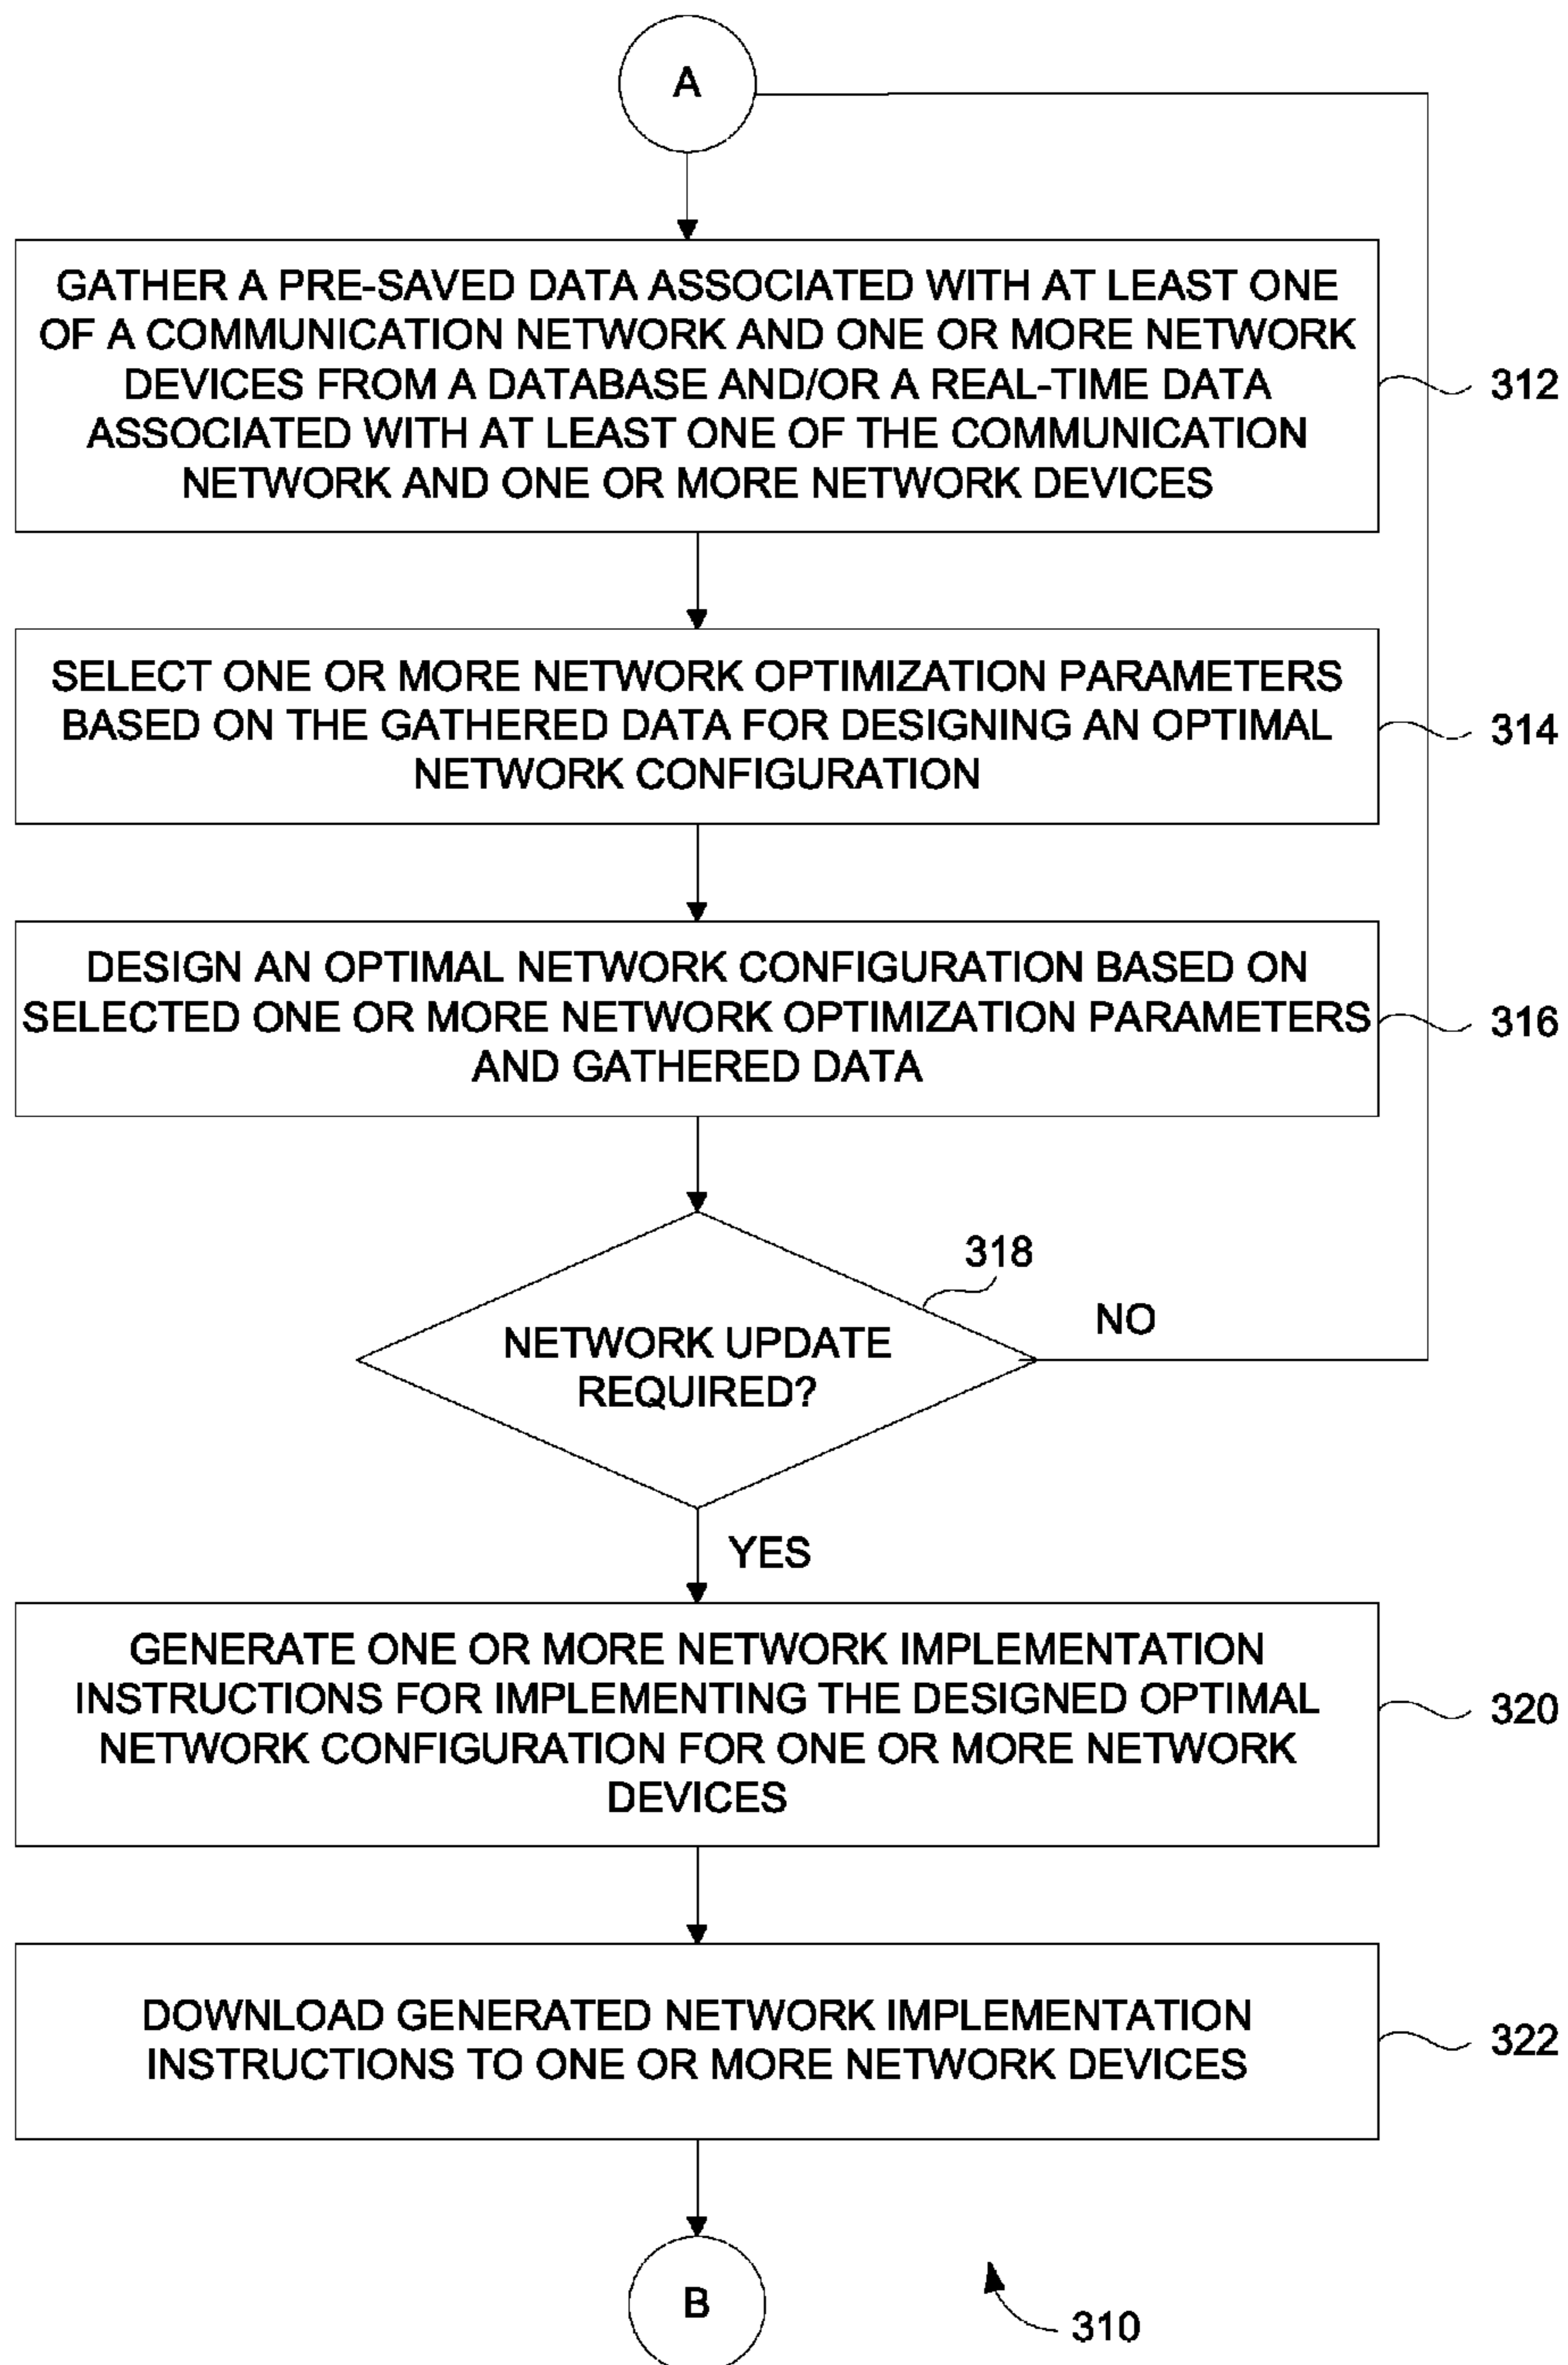 A
GATHER A PRE-SAVED DATA ASSOCIATED WITH AT LEAST ONE
OF A COMMUNICATION NETWORK AND ONE OR MORE NETWORK
DEVICES FROM A DATABASE AND/OR A REAL-TIME DATA
ASSOCIATED WITH AT LEAST ONE OF THE COMMUNICATION
NETWORK AND ONE OR MORE NETWORK DEVICES
312
SELECT ONE OR MORE NETWORK OPTIMIZATION PARAMETERS
BASED ON THE GATHERED DATA FOR DESIGNING AN OPTIMAL
NETWORK CONFIGURATION
314
DESIGN AN OPTIMAL NETWORK CONFIGURATION BASED ON
SELECTED ONE OR MORE NETWORK OPTIMIZATION PARAMETERS
AND GATHERED DATA
316
318
NETWORK UPDATE
REQUIRED?
NO
YES
GENERATE ONE OR MORE NETWORK IMPLEMENTATION
INSTRUCTIONS FOR IMPLEMENTING THE DESIGNED OPTIMAL
NETWORK CONFIGURATION FOR ONE OR MORE NETWORK
DEVICES
320
DOWNLOAD GENERATED NETWORK IMPLEMENTATION
INSTRUCTIONS TO ONE OR MORE NETWORK DEVICES
322
B
310